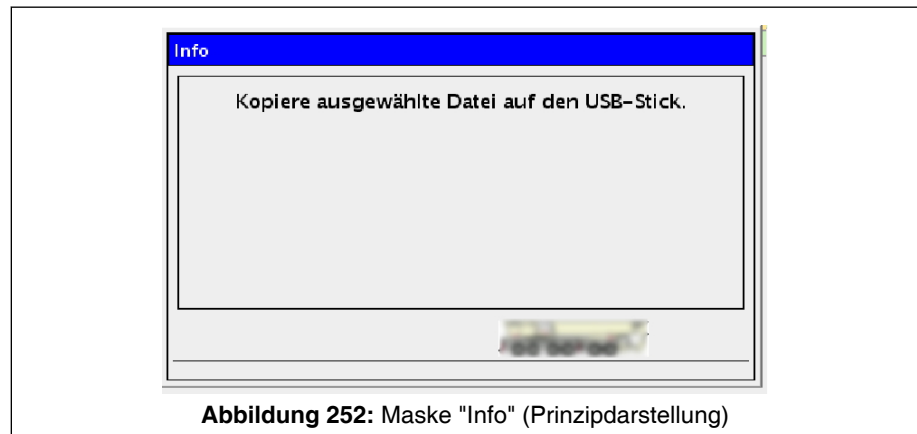 Info
Kopiere ausgewählte Datei auf den USB-Stick.
Abbildung 252: Maske "Info" (Prinzipdarstellung)